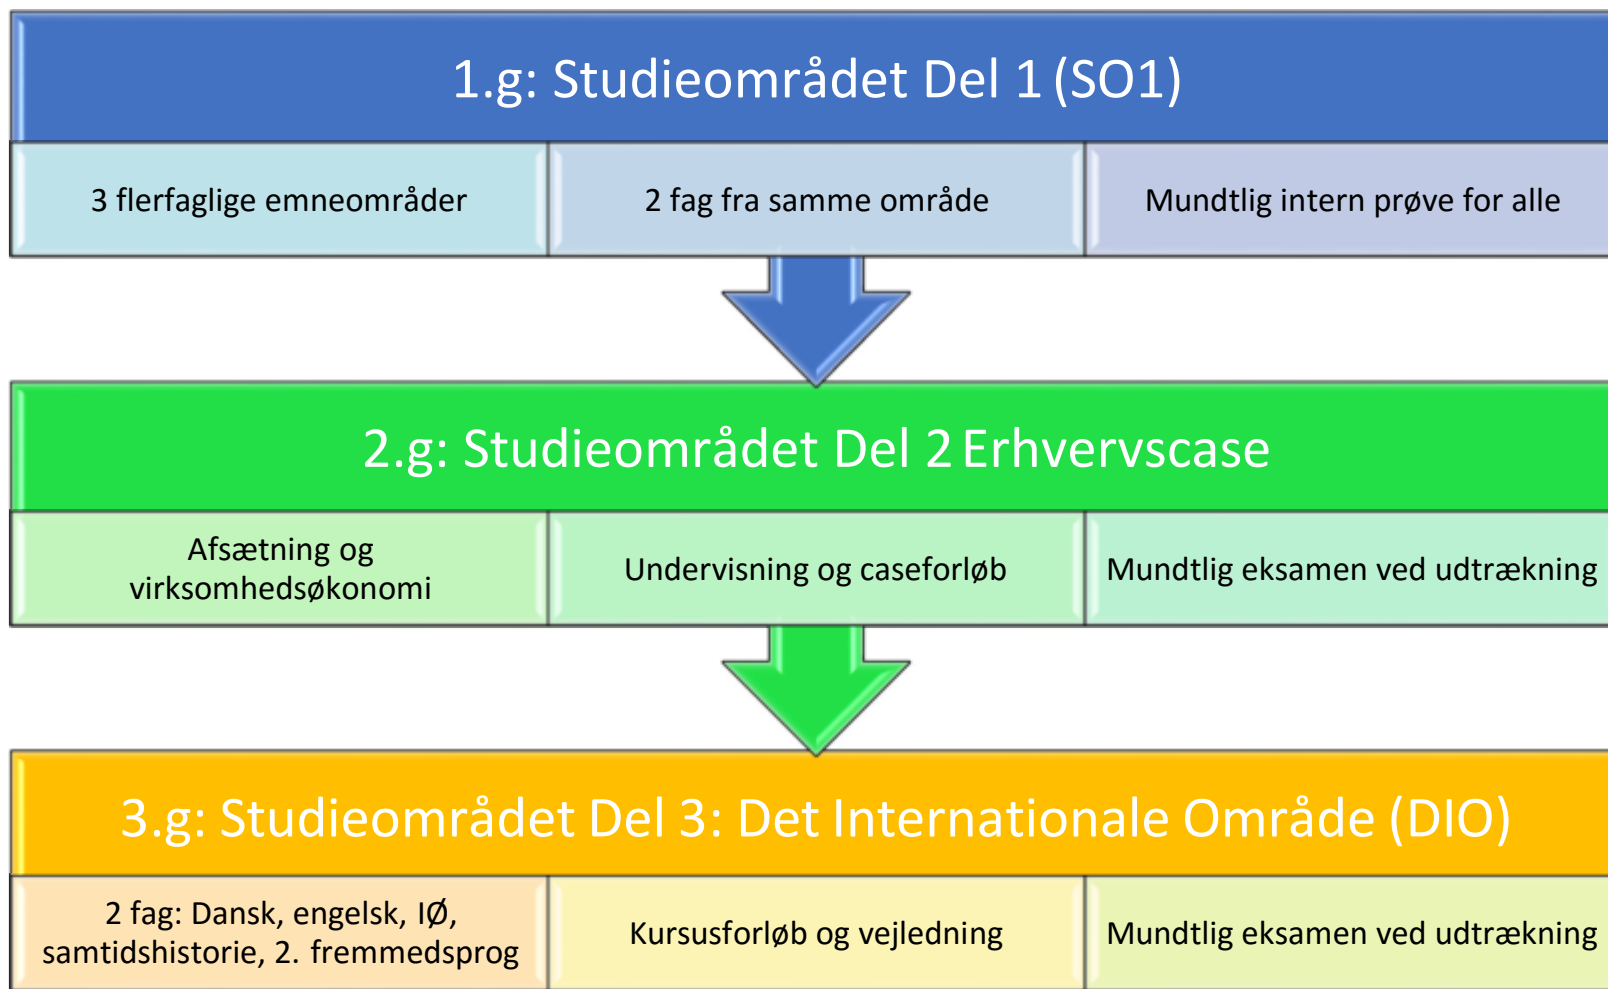 1.g: Studieområdet Del 1 (SO1)
3 flerfaglige emneområder
2 fag fra samme område
Mundtlig intern prøve for alle
2.g: Studieområdet Del 2 Erhvervscase
Afsætning og
virksomhedsøkonomi
Undervisning og caseforløb
Mundtlig eksamen ved udtrækning
3.g: Studieområdet Del 3: Det Internationale Område (DIO)
2 fag: Dansk, engelsk, IØ,
samtidshistorie, 2. fremmedsprog
Kursusforløb og vejledning
Mundtlig eksamen ved udtrækning